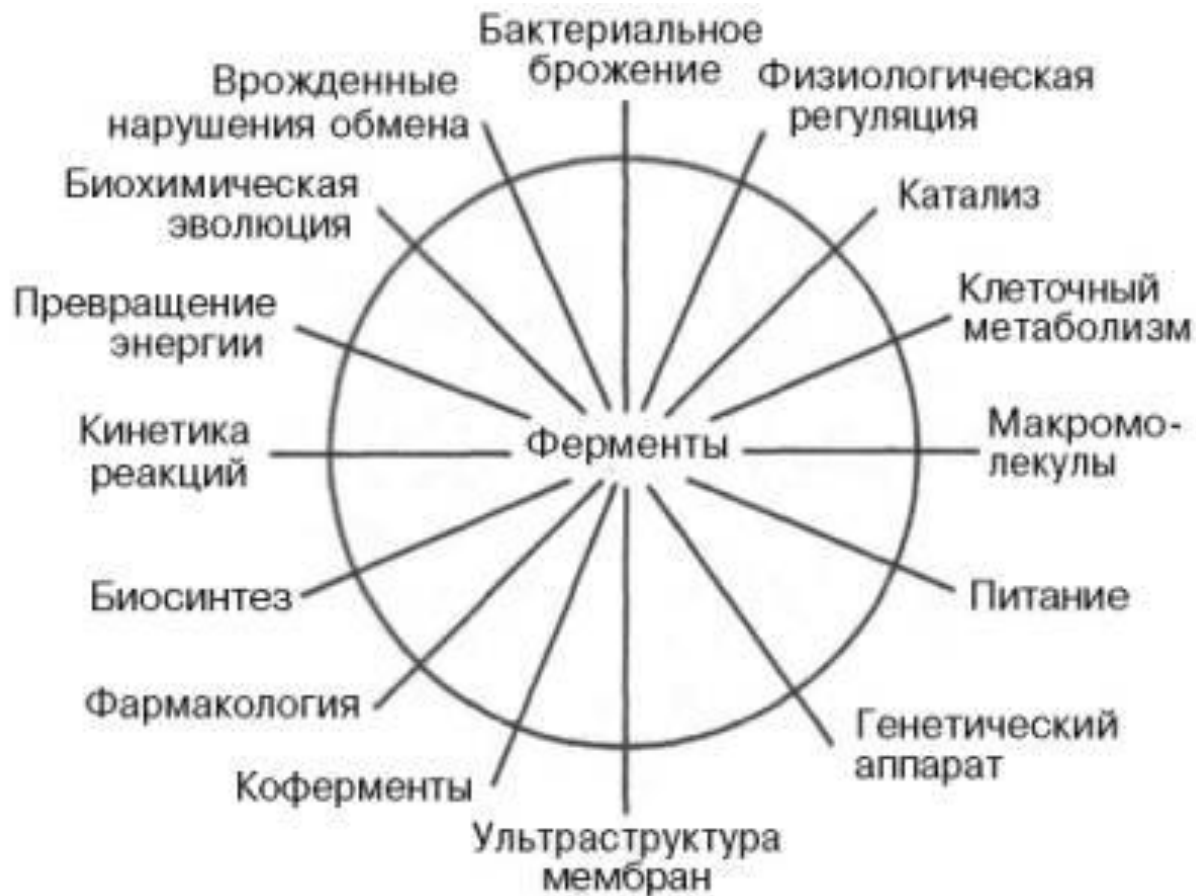 Бактериальное
брожение
Физиологическая
регуляция
Катализ
Клеточный
метаболизм
Макромо-
лекулы
Питание
Генетический
аппарат
Ультраструктура
мембран
Коферменты
Фармакология
Биосинтез
Кинетика
реакций
Превращение
энергии
Биохимическая
эволюция
Врожденные
нарушения обмена
Ферменты